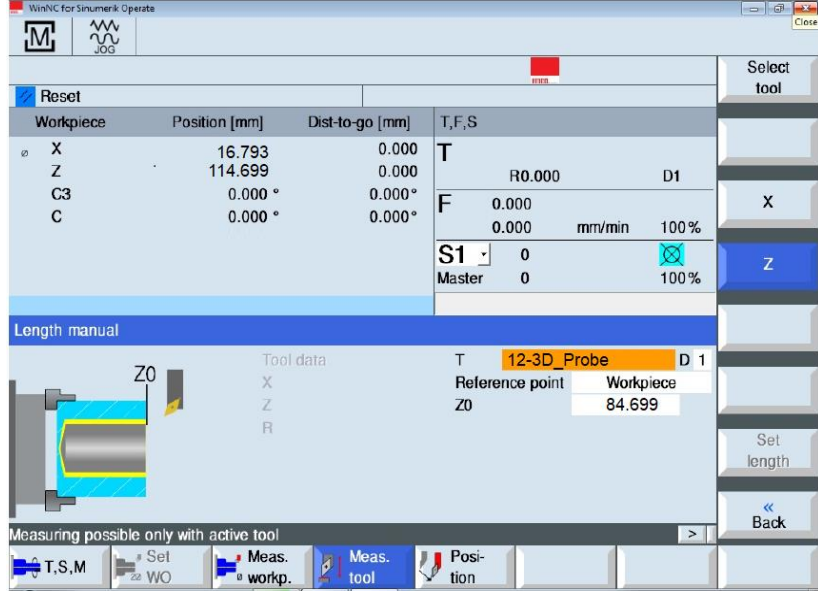 WinNC for Sinumerik Operate
Close
M
JOG
Select
tool
Reset
Workpiece Position [mm] Dist-to-go [mm] T,F,S
ø X 16.793 0.000
Z 114.699 0.000
C3 0.000 ° 0.000°
C 0.000 ° 0.000°
T
R0.000 D1
F 0.000
0.000 mm/min 100%
S1 0
Master 0 100%
X
Z
Length manual
Z0
Tool data
X
Z
R
T 12-3D_Probe D 1
Reference point Workpiece
Z0 84.699
Set
length
«
Back
Measuring possible only with active tool >
T,S,M
Set
WO
Meas.
workp.
Meas.
tool
Posi-
tion